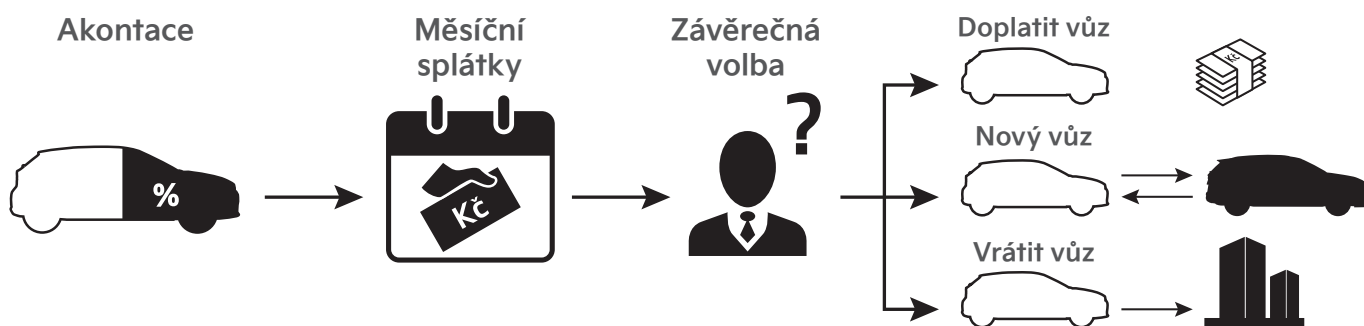 Akontace
%
Měsíční
splátky
Kč
Závěrečná
volba
?
Doplatit vůz
Kč
Nový vůz
Vrátit vůz